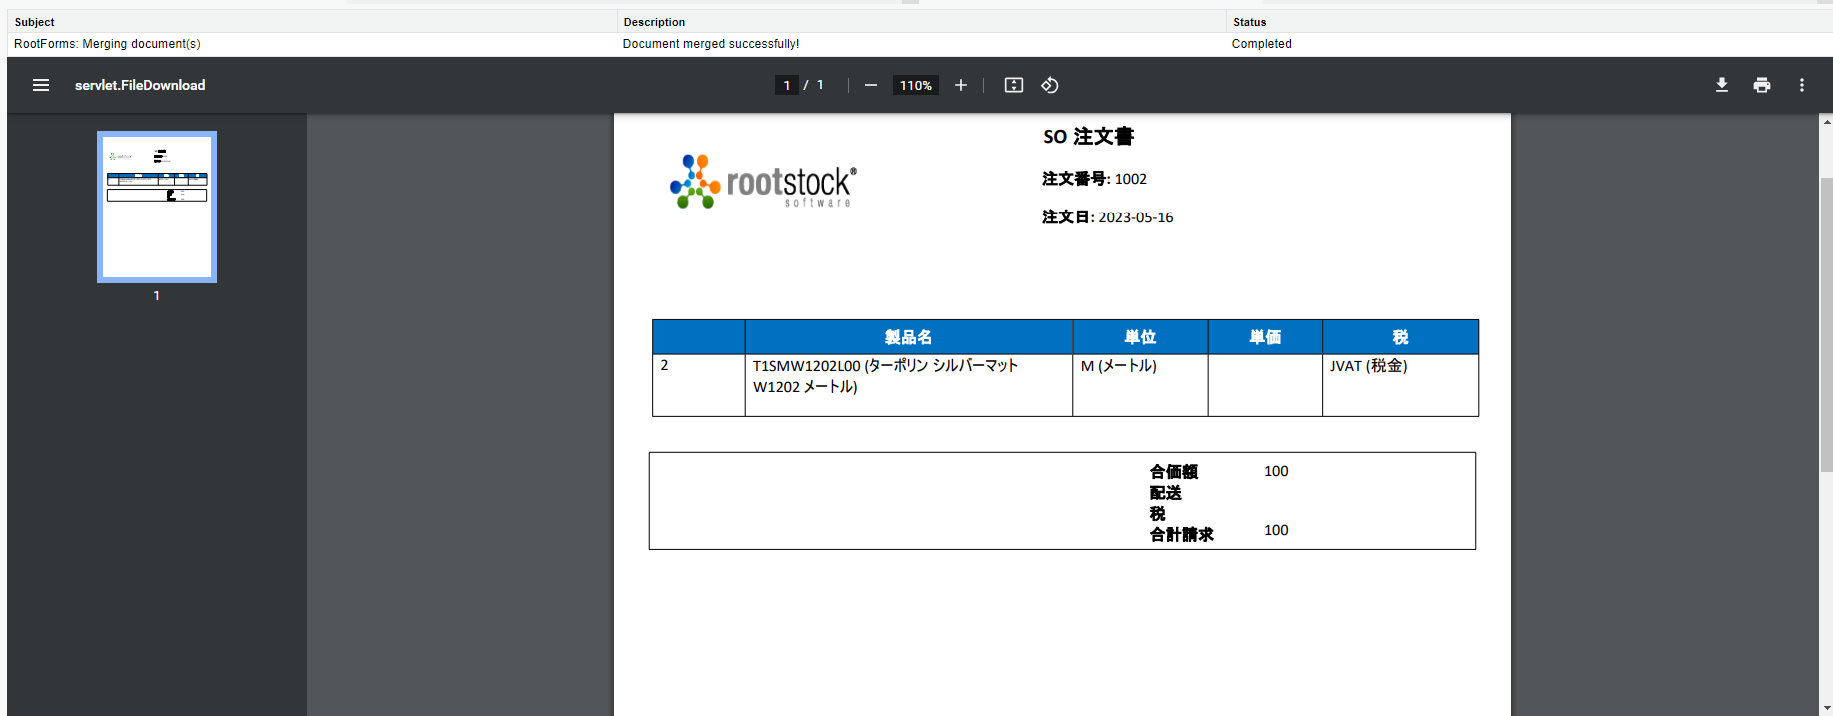 Subject Description Status
RootForms: Merging document(s) Document merged successfully! Completed
servlet.FileDownload 1 / 1 110%
SO 注文書
rootstock®
software
注文番号: 1002
注文日: 2023-05-16
1
製品名 単位 単価 税
2 T1SMW1202L00 (ターポリン シルバーマット M (メートル) JVAT (税金)
W1202 メートル)
合価額 100
配送
税
合計請求 100